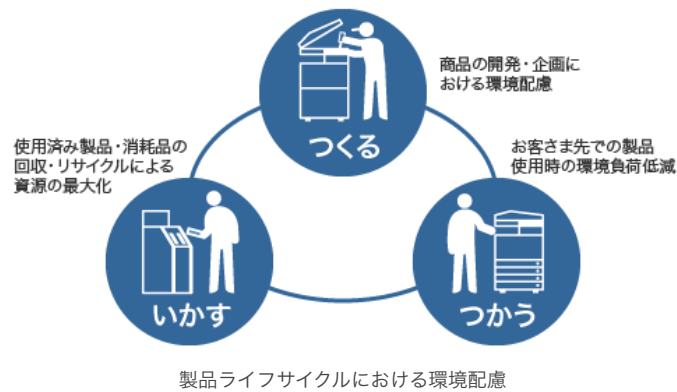 商品の開発・企画に
おける環境配慮
つくる
使用済み製品・消耗品の
回収・リサイクルによる
資源の最大化
お客さま先での製品
使用時の環境負荷低減
いかす
つかう
製品ライフサイクルにおける環境配慮